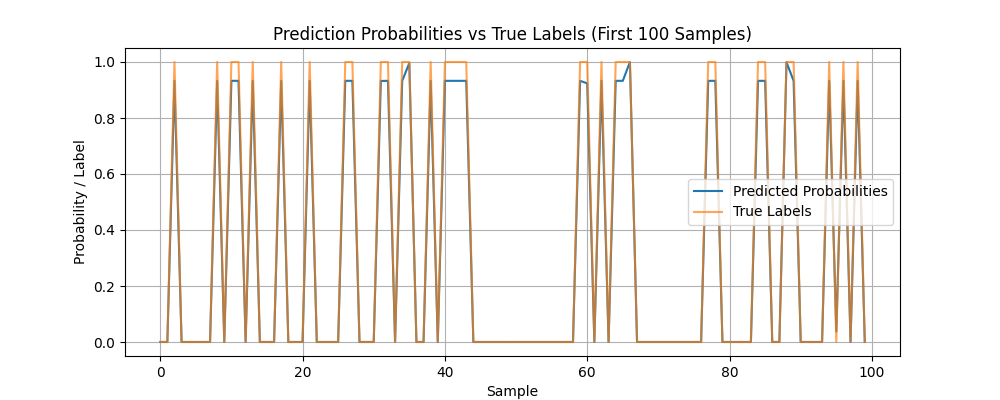 Prediction Probabilities vs True Labels (First 100 Samples)
Probability / Label
1.0
0.8
0.6
0.4
0.2
0.0
Predicted Probabilities
True Labels
0 20 40 60 80 100
Sample